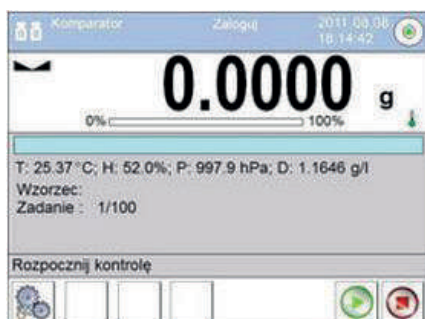 Komparator Zaloguj 2011.08.08
18:14:42
0.0000 g
0% 100%
T: 25.37°C; H: 52.0%; P: 997.9 hPa; D: 1.1646 g/l
Wzorzec:
Zadanie : 1/100
Rozpocznij kontrolę